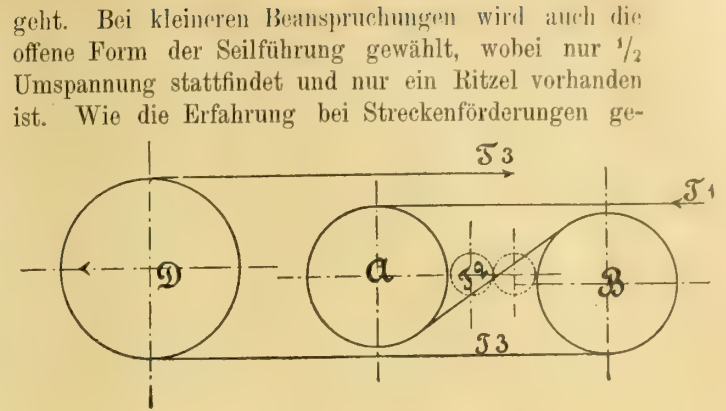 geht. Bei kleineren Beanspruchungen wird auch die
offene Form der Seilführung gewählt, wobei nur ¹/₂
Umspannung stattfindet und nur ein Ritzel vorhanden
ist. Wie die Erfahrung bei Streckenförderungen ge-
T3
T1
D
A
T2
B
T3